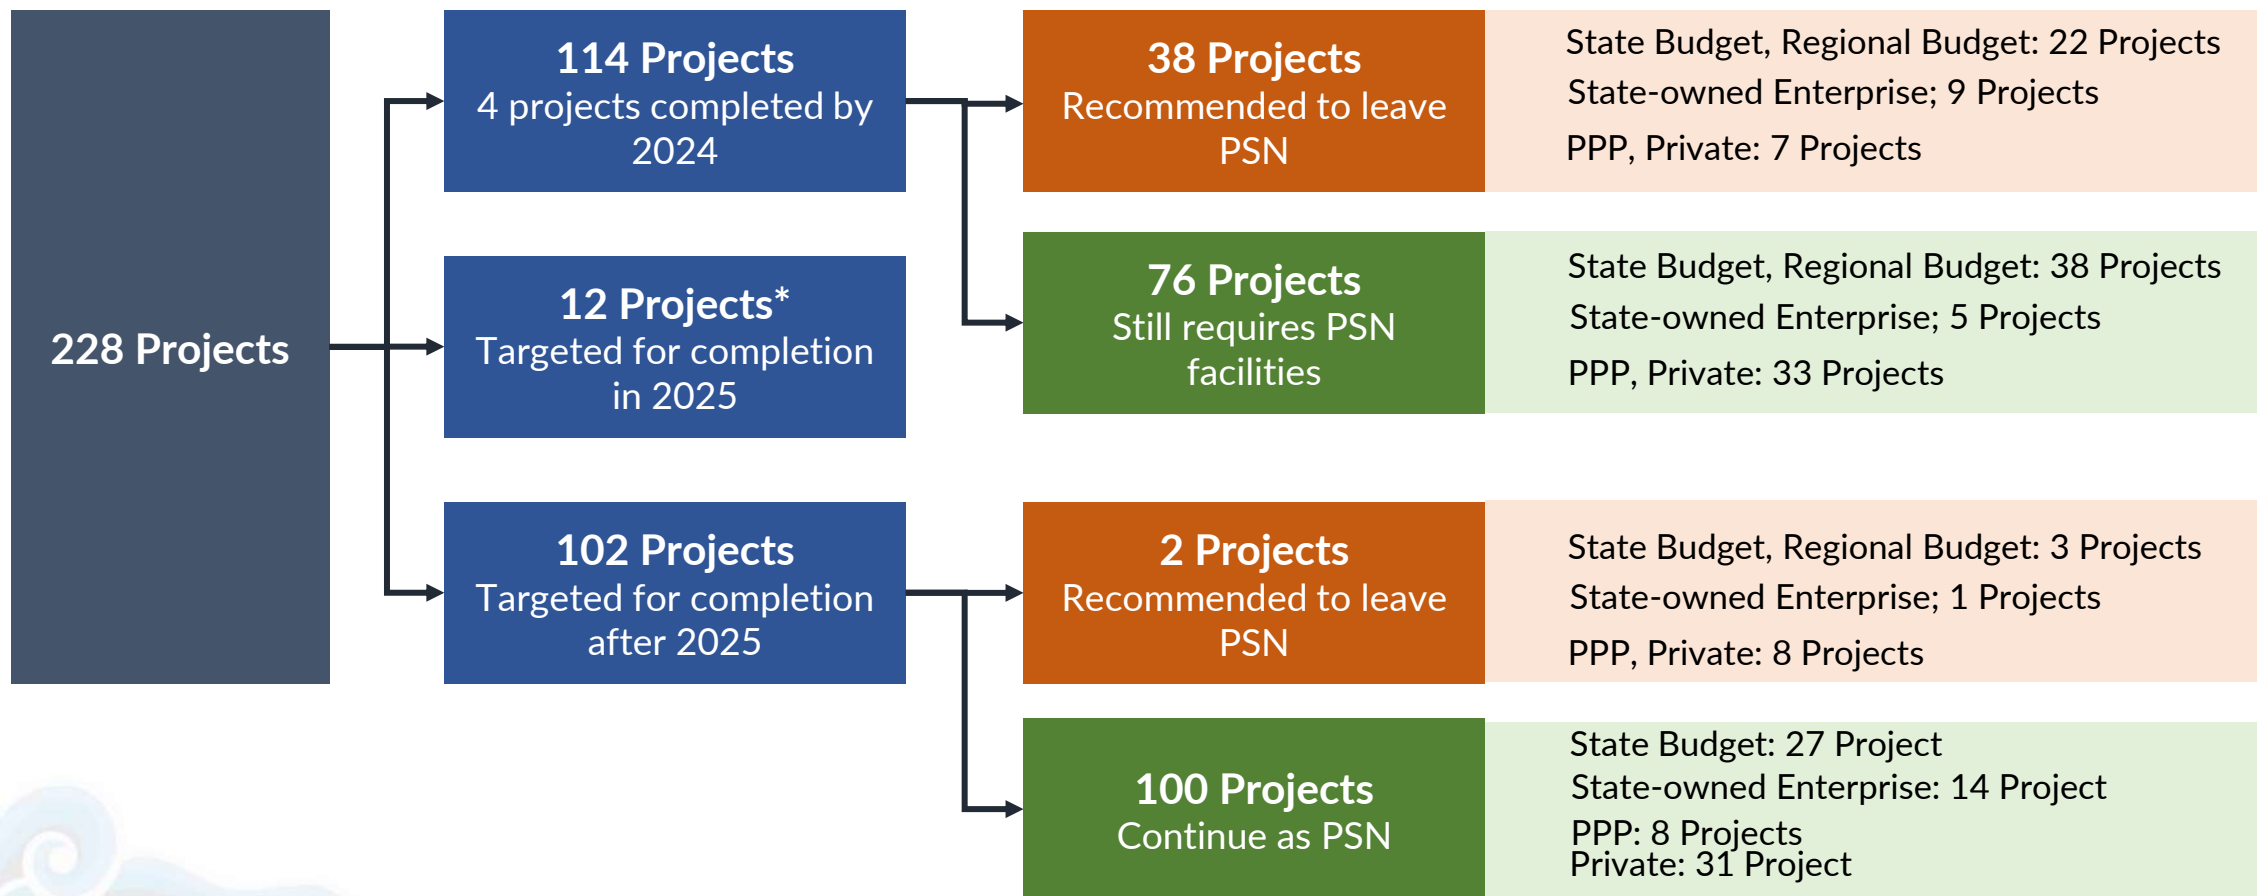 228 Projects
114 Projects
4 projects completed by
2024
12 Projects*
Targeted for completion
in 2025
102 Projects
Targeted for completion
after 2025
38 Projects
Recommended to leave
PSN
State Budget, Regional Budget: 22 Projects
State-owned Enterprise; 9 Projects
PPP, Private: 7 Projects
76 Projects
Still requires PSN
facilities
State Budget, Regional Budget: 38 Projects
State-owned Enterprise; 5 Projects
PPP, Private: 33 Projects
2 Projects
Recommended to leave
PSN
State Budget, Regional Budget: 3 Projects
State-owned Enterprise; 1 Projects
PPP, Private: 8 Projects
100 Projects
Continue as PSN
State Budget: 27 Project
State-owned Enterprise: 14 Project
PPP: 8 Projects
Private: 31 Project